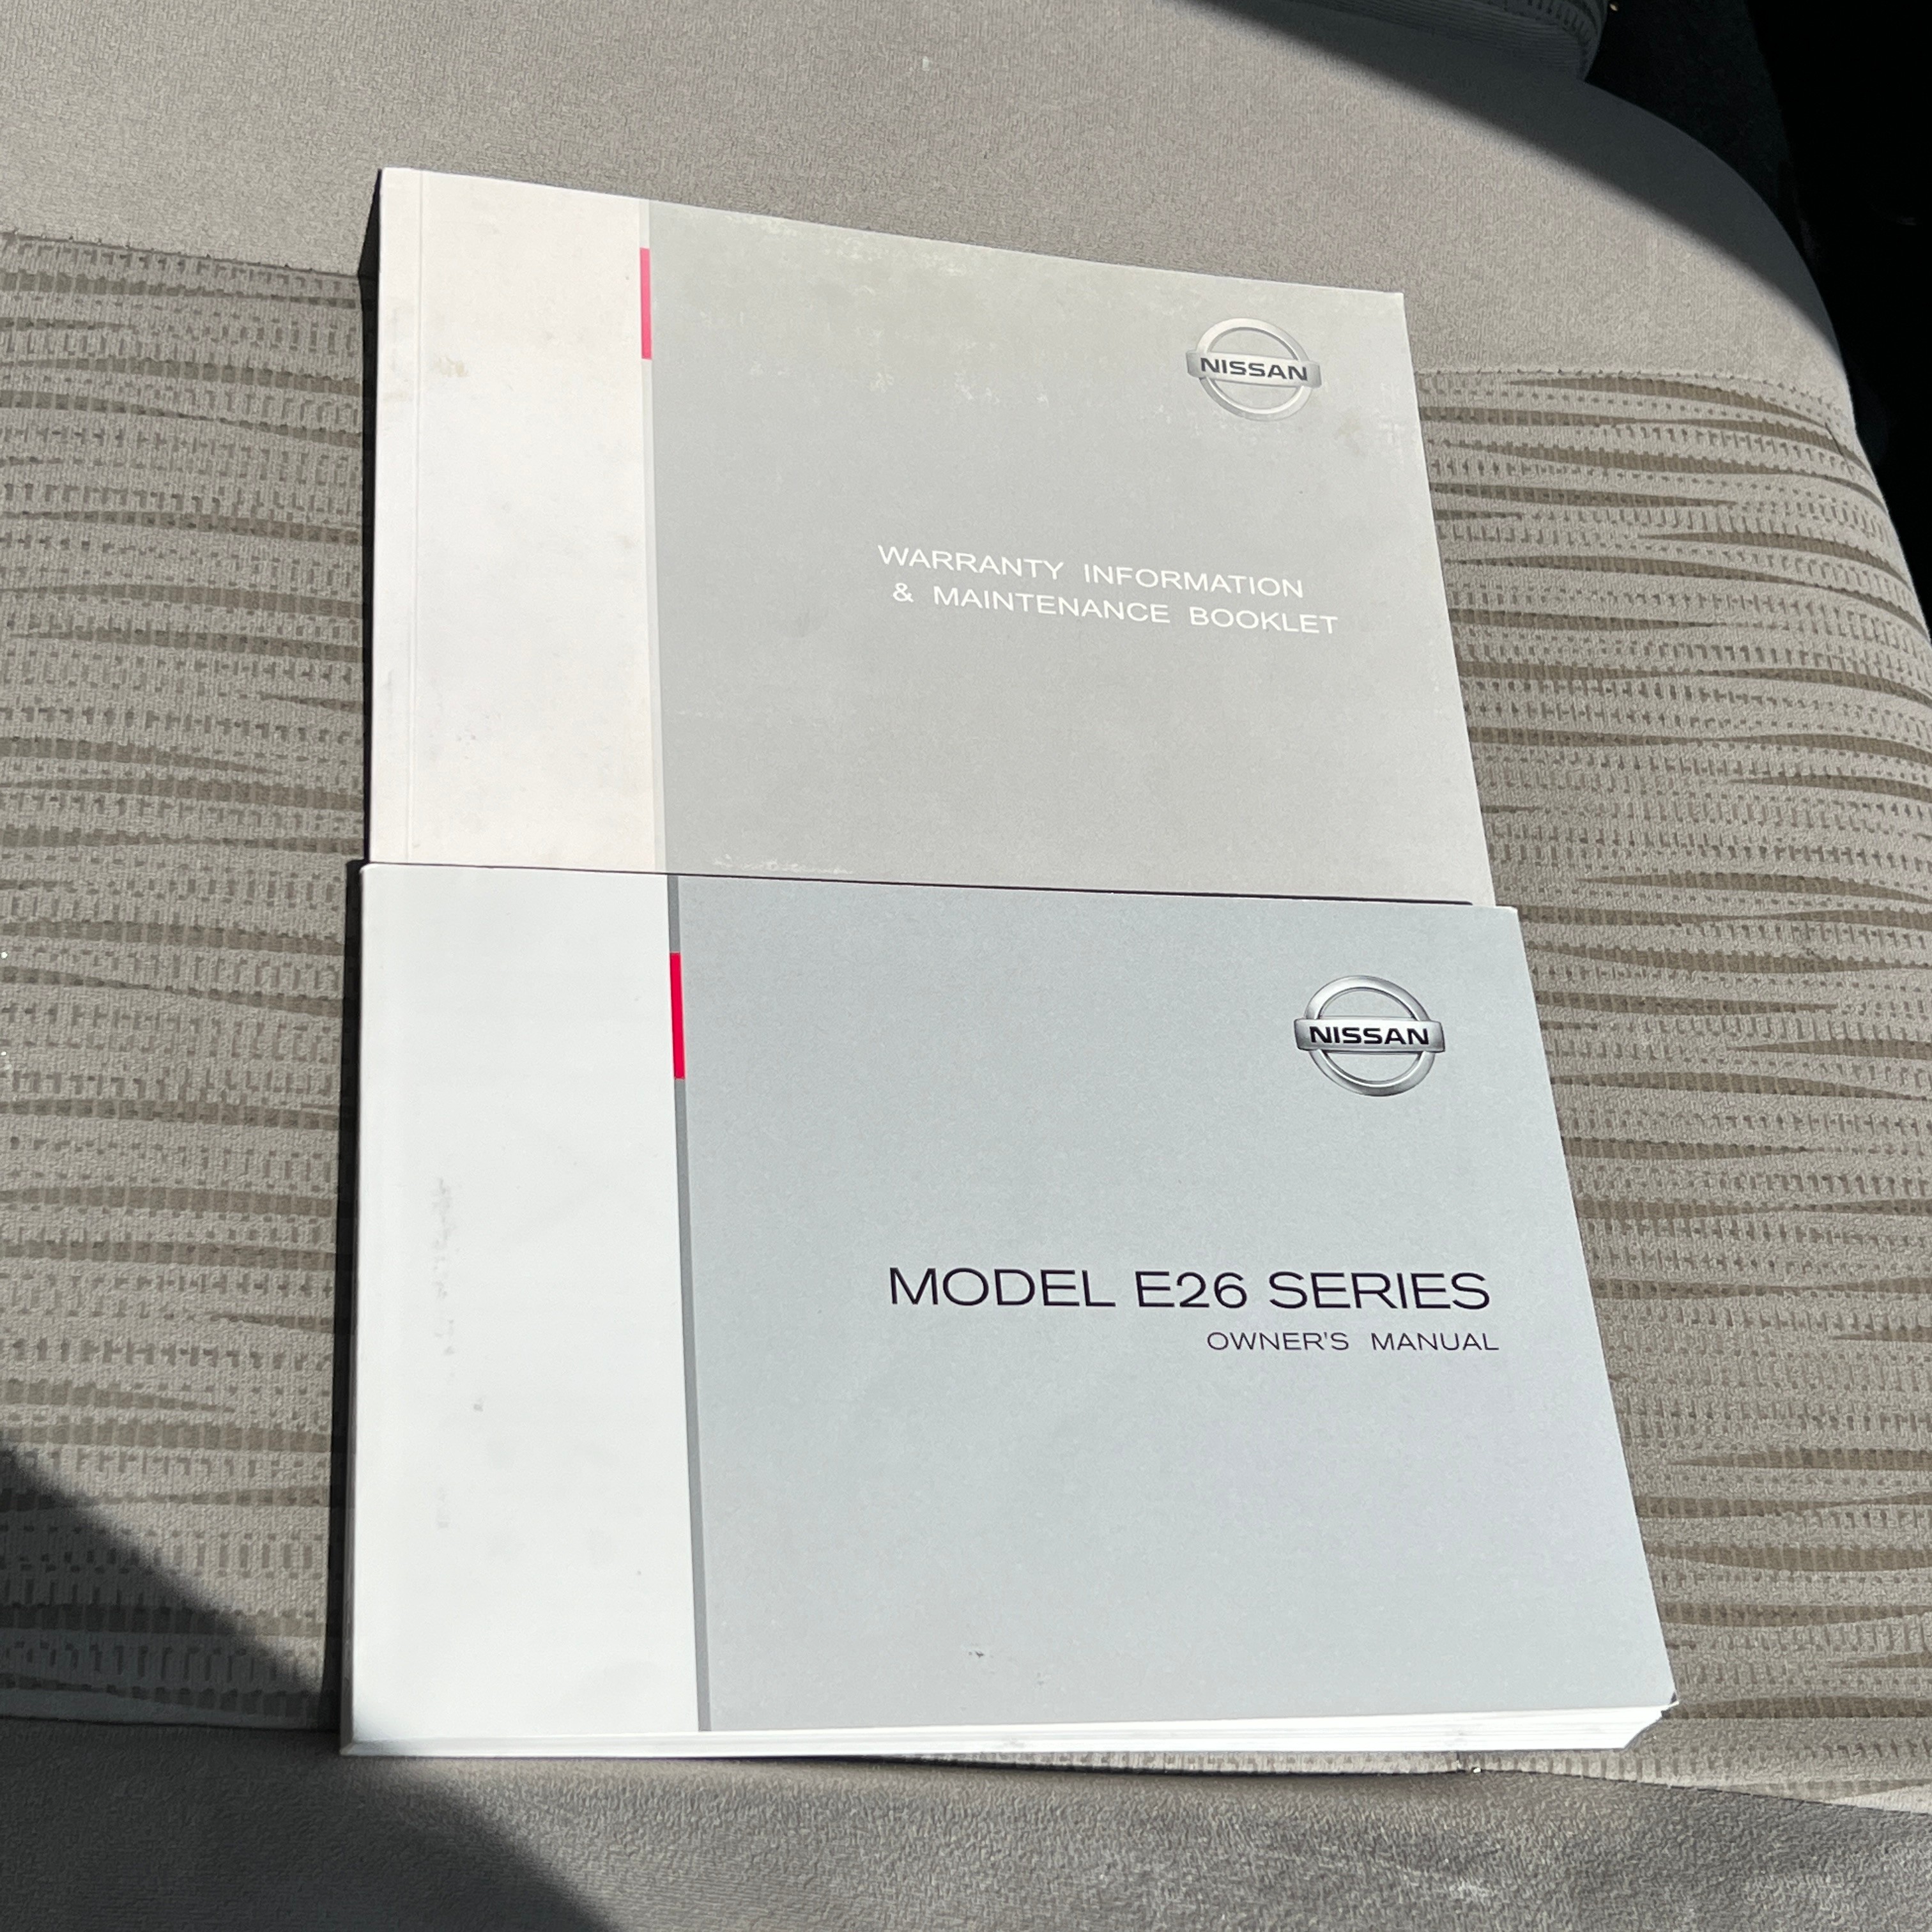 NISSAN
WARRANTY INFORMATION
& MAINTENANCE BOOKLET
NISSAN
MODEL E26 SERIES
OWNER'S MANUAL